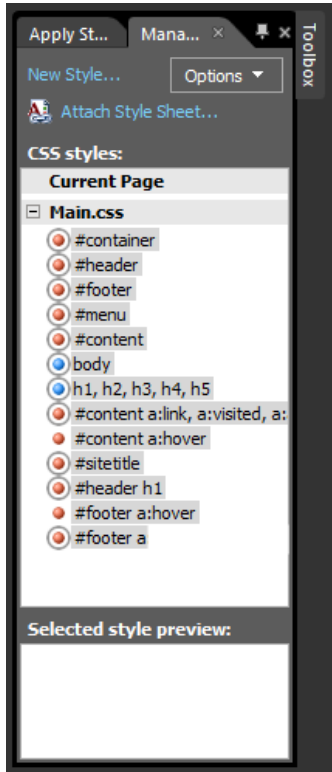 Apply St... Mana...
Toolbox
New Style... Options
Attach Style Sheet...
CSS styles:
Current Page
Main.css
#container
#header
#footer
#menu
#content
body
h1, h2, h3, h4, h5
#content a:link, a:visited, a:
#content a:hover
#sitetitle
#header h1
#footer a:hover
#footer a
Selected style preview: